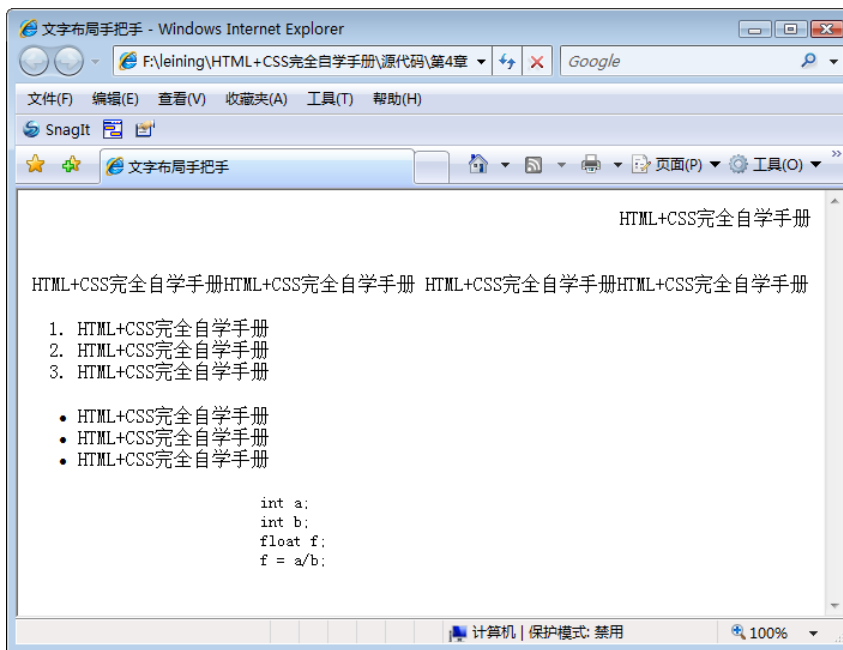 文字布局手把手 - Windows Internet Explorer
F:\leining\HTML+CSS完全自学手册\源代码\第4章
Google
文件(F) 编辑(E) 查看(V) 收藏夹(A) 工具(T) 帮助(H)
SnagIt
文字布局手把手
页面(P) 工具(O)
HTML+CSS完全自学手册
HTML+CSS完全自学手册HTML+CSS完全自学手册 HTML+CSS完全自学手册HTML+CSS完全自学手册
1. HTML+CSS完全自学手册
2. HTML+CSS完全自学手册
3. HTML+CSS完全自学手册
• HTML+CSS完全自学手册
• HTML+CSS完全自学手册
• HTML+CSS完全自学手册
int a;
int b;
float f;
f = a/b;
计算机 | 保护模式: 禁用
100%